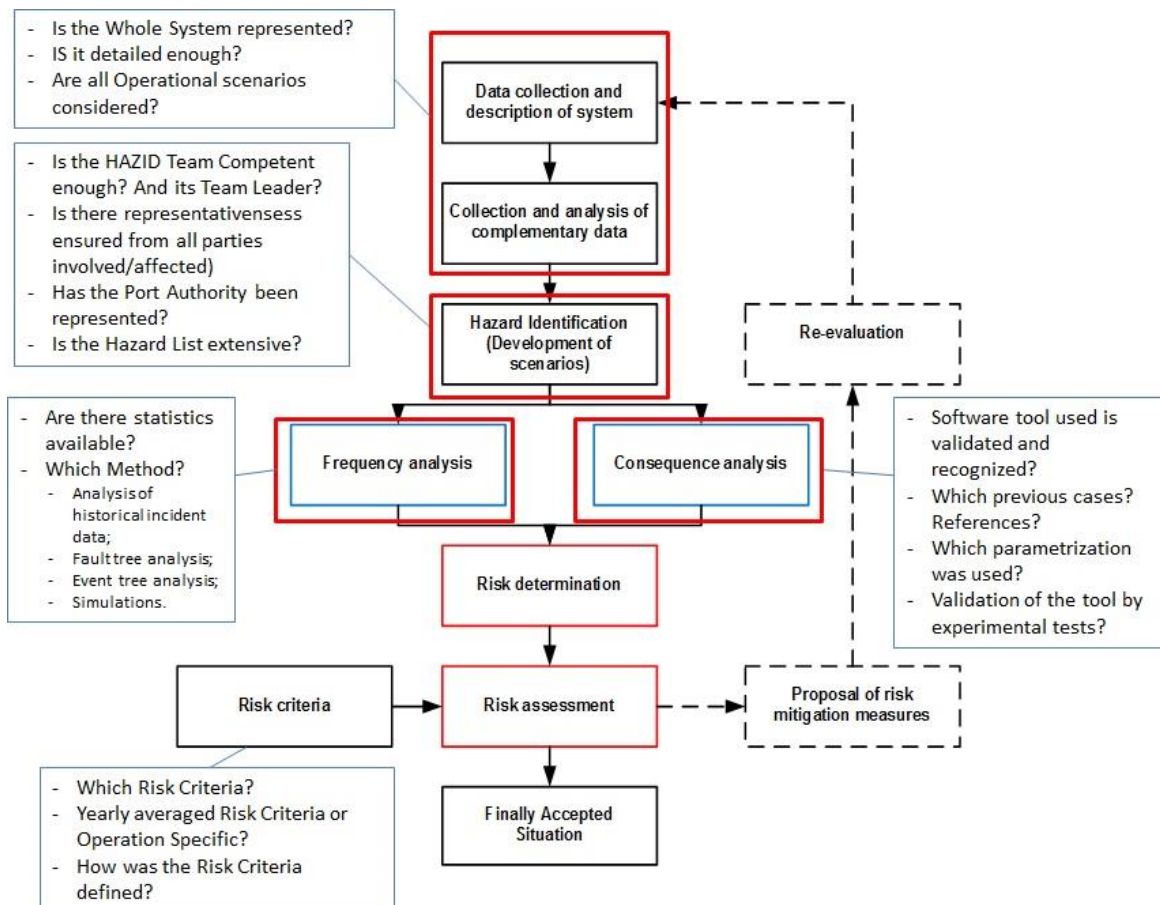 - Is the Whole System represented?
- IS it detailed enough?
- Are all Operational scenarios
considered?
Data collection and
description of system
- Is the HAZID Team Competent
enough? And its Team Leader?
- Is there representativensess
ensured from all parties
involved/affected)
- Has the Port Authority been
represented?
- Is the Hazard List extensive?
Collection and analysis of
complementary data
Hazard Identification
(Development of
scenarios)
Re-evaluation
- Are there statistics
available?
- Which Method?
- Analysis of
historical incident
data;
- Fault tree analysis;
- Event tree analysis;
- Simulations.
Frequency analysis
Consequence analysis
- Software tool used is
validated and
recognized?
- Which previous cases?
References?
- Which parametrization
was used?
- Validation of the tool by
experimental tests?
Risk determination
Risk criteria
Risk assessment
Proposal of risk
mitigation measures
- Which Risk Criteria?
- Yearly averaged Risk Criteria or
Operation Specific?
- How was the Risk Criteria
defined?
Finally Accepted
Situation